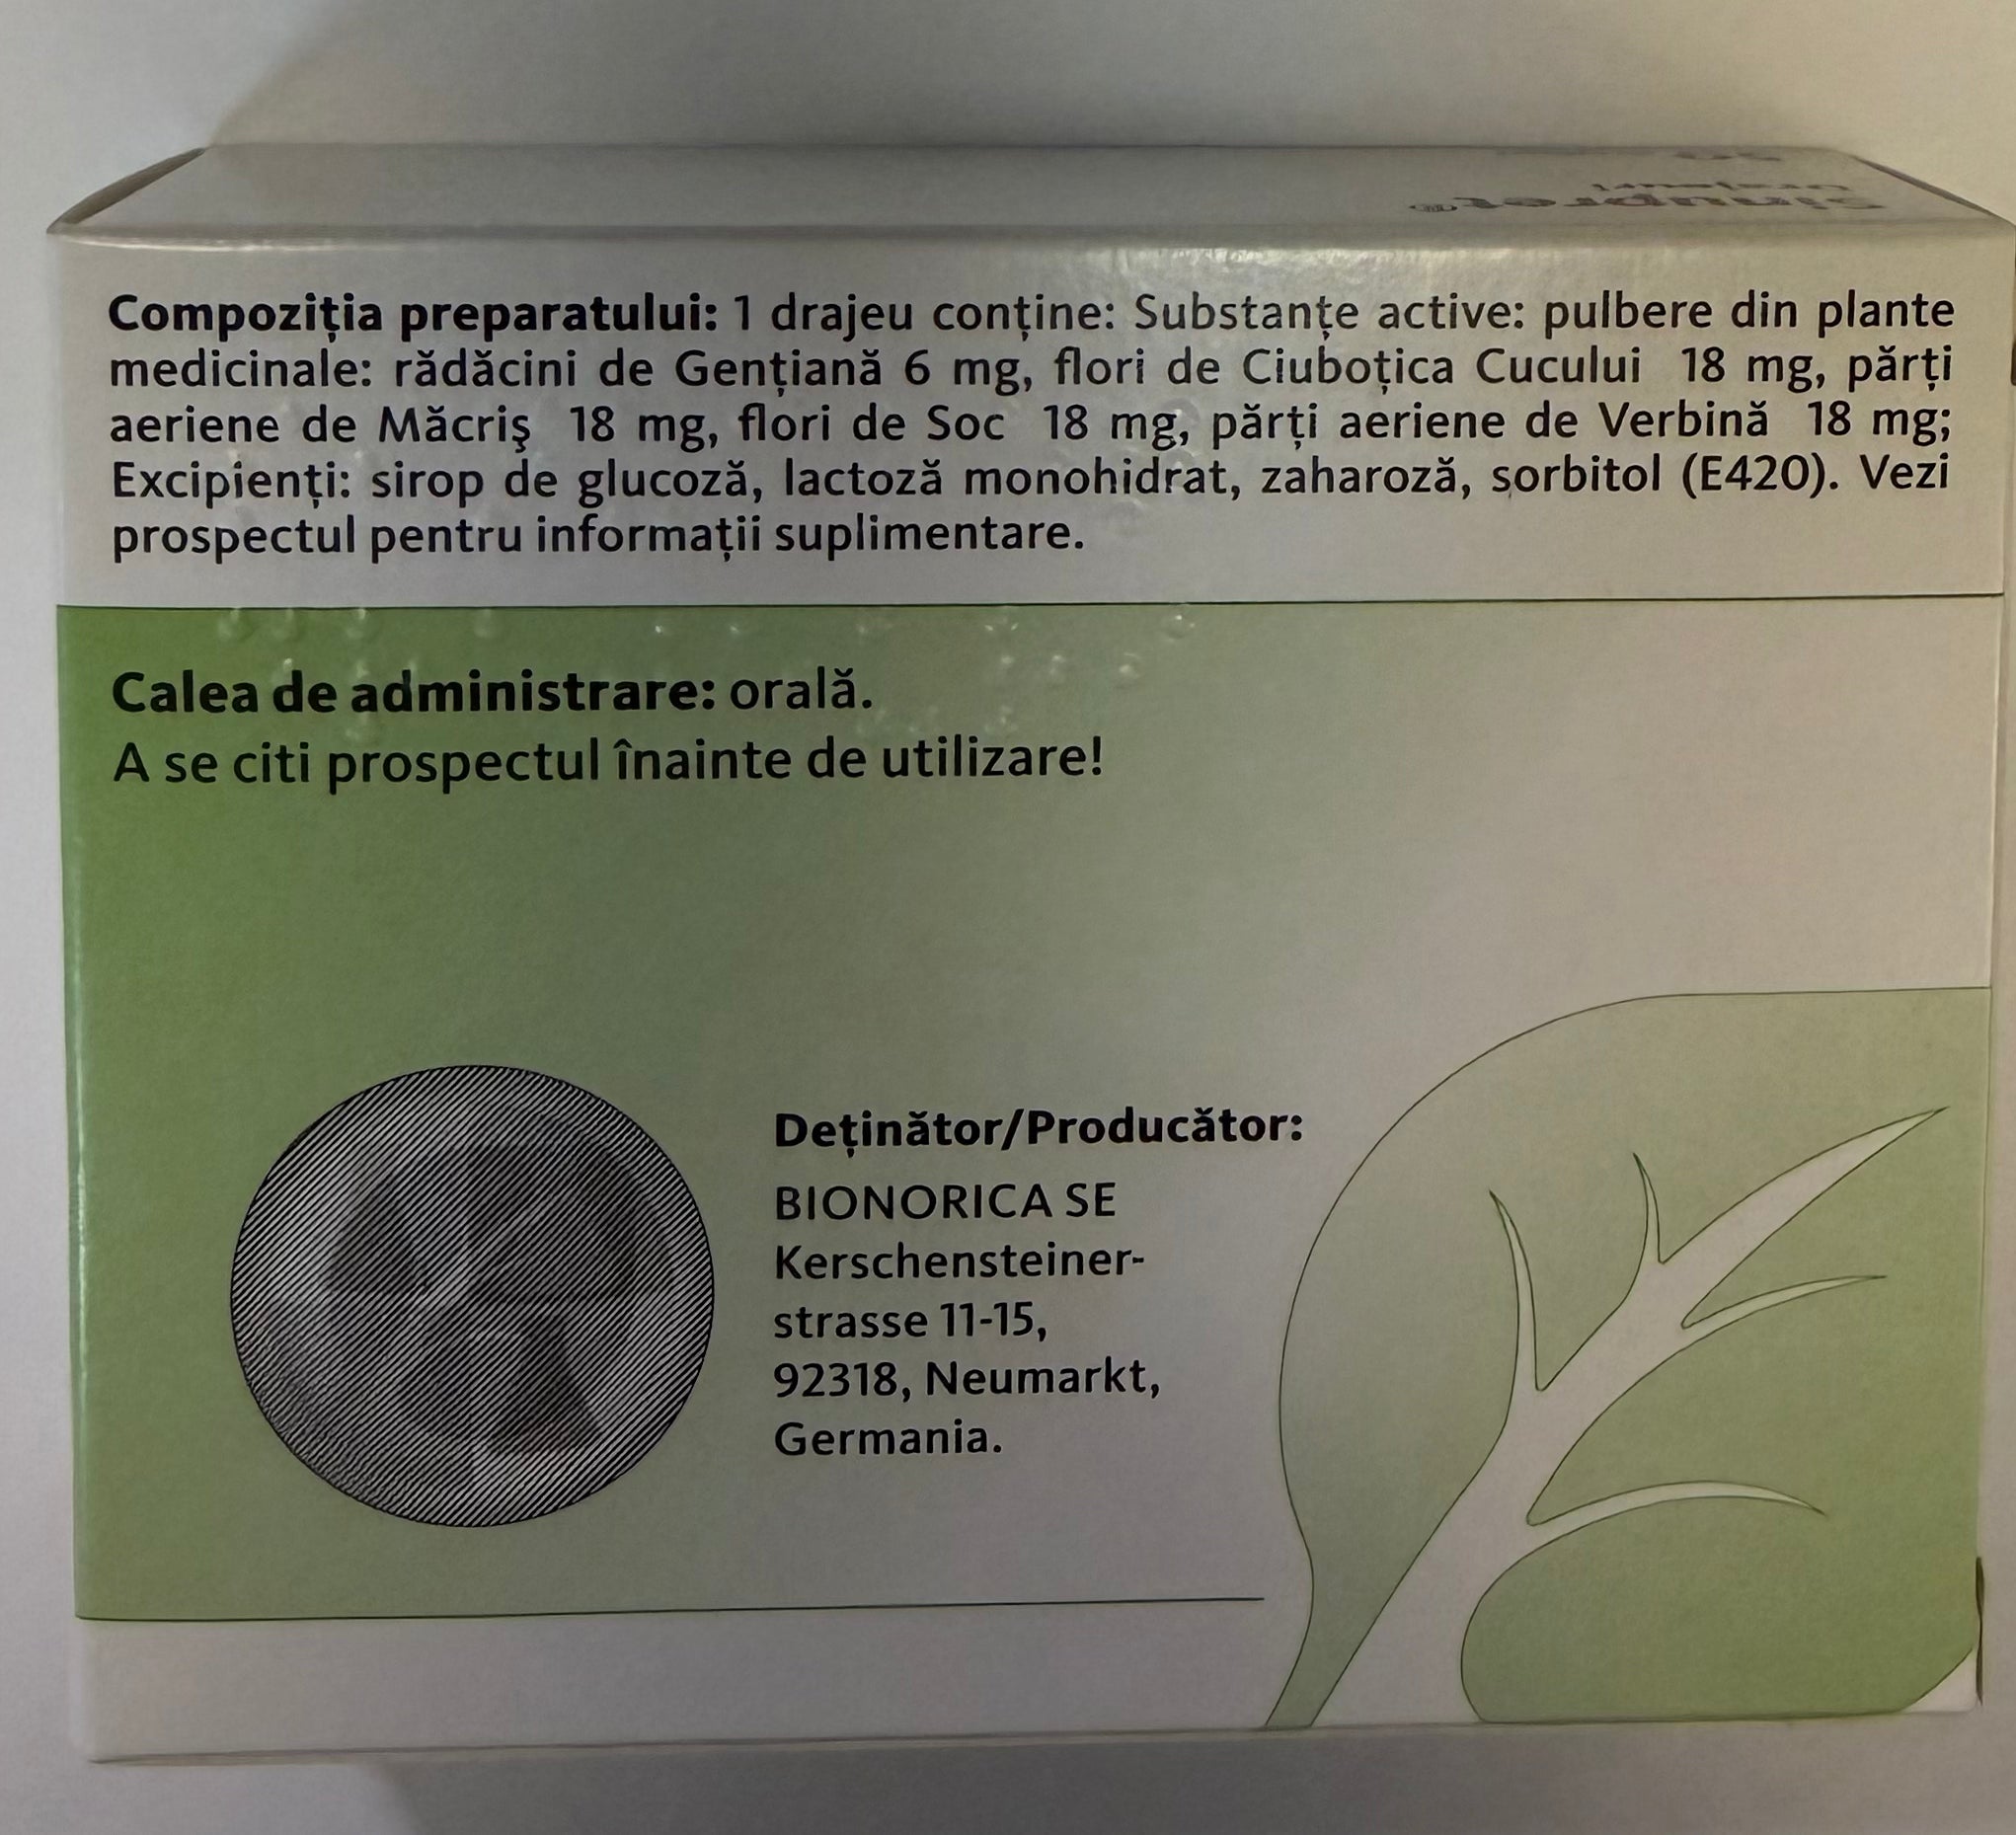 Sinupret®
Compoziția preparatului: 1 drajeu conține: Substanțe active: pulbere din plante
medicinale: rădăcini de Gențiană 6 mg, flori de Ciuboțica Cucului 18 mg, părți
aeriene de Măcriş 18 mg, flori de Soc 18 mg, părți aeriene de Verbină 18 mg;
Excipienți: sirop de glucoză, lactoză monohidrat, zaharoză, sorbitol (E420). Vezi
prospectul pentru informații suplimentare.
Calea de administrare: orală.
A se citi prospectul înainte de utilizare!
Deținător/Producător:
BIONORICA SE
Kerschensteiner-
strasse 11-15,
92318, Neumarkt,
Germania.